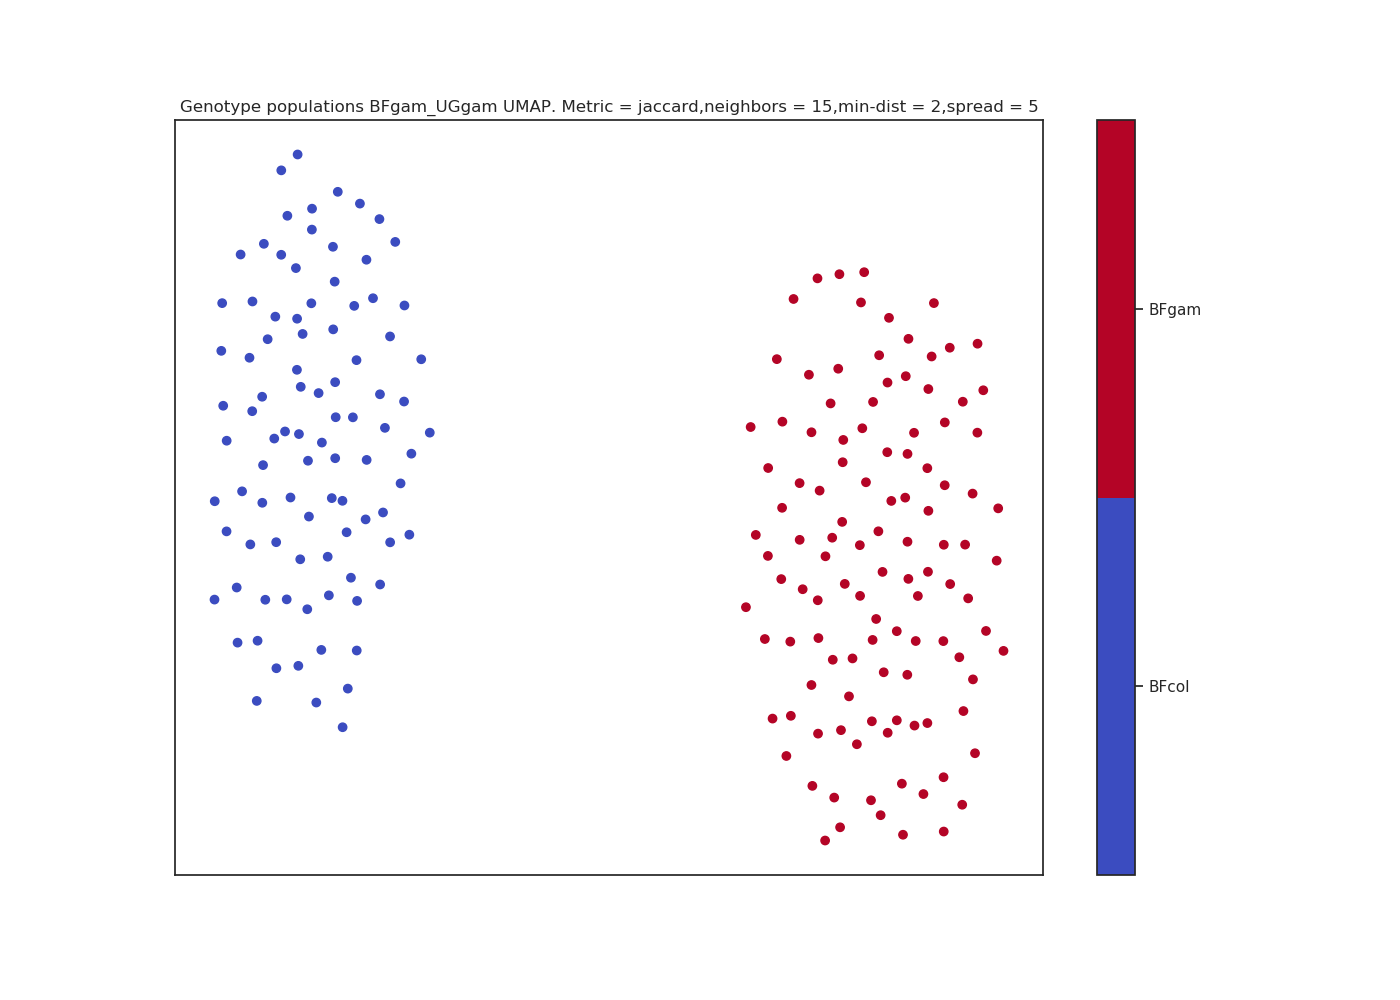 Genotype populations BFgam_UGgam UMAP. Metric = jaccard,neighbors = 15,min-dist = 2,spread = 5
BFgam
BFcol